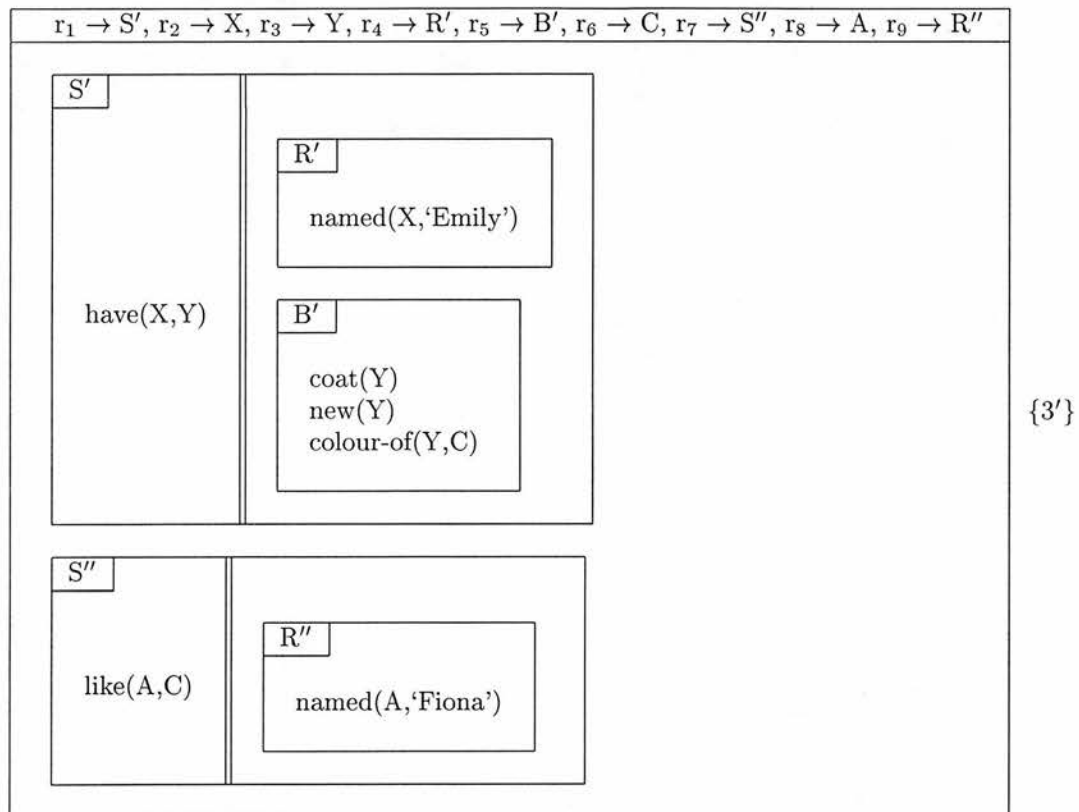 r₁ → S′, r₂ → X, r₃ → Y, r₄ → R′, r₅ → B′, r₆ → C, r₇ → S′′, r₈ → A, r₉ → R′′
S′
R′
named(X,‘Emily’)
have(X,Y)
B′
coat(Y)
new(Y)
colour-of(Y,C)
{3′}
S′′
R′′
like(A,C)
named(A,‘Fiona’)